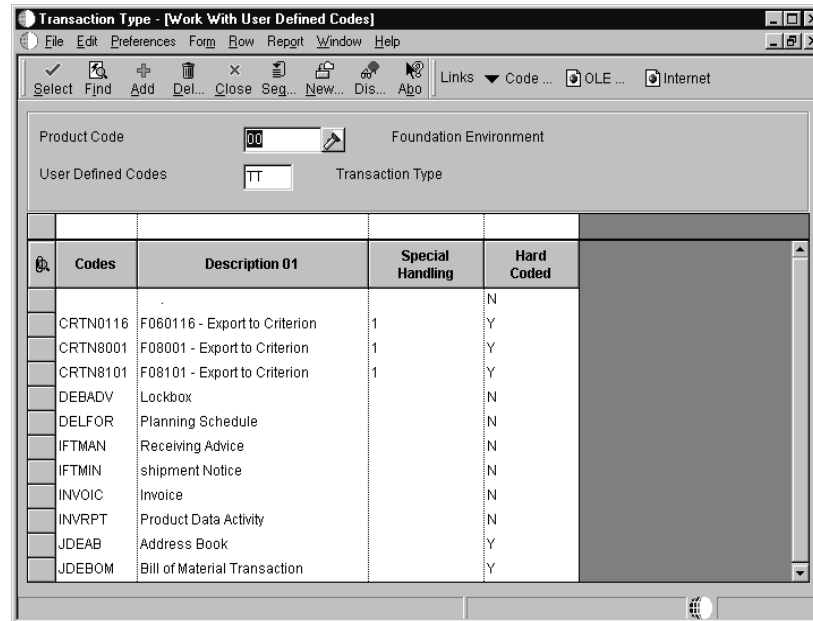 Transaction Type - [Work With User Defined Codes]
File Edit Preferences Form Row Report Window Help
Select Find Add Del... Close Seq... New... Dis... Abo Links Code ... OLE ... Internet
Product Code 00 Foundation Environment
User Defined Codes TT Transaction Type
Codes Description 01 Special Handling Hard Coded
. N
CRTN0116 F060116 - Export to Criterion 1 Y
CRTN8001 F08001 - Export to Criterion 1 Y
CRTN8101 F08101 - Export to Criterion 1 Y
DEBADV Lockbox N
DELFOR Planning Schedule N
IFTMAN Receiving Advice N
IFTMIN shipment Notice N
INVOIC Invoice N
INVRPT Product Data Activity N
JDEAB Address Book Y
JDEBOM Bill of Material Transaction Y